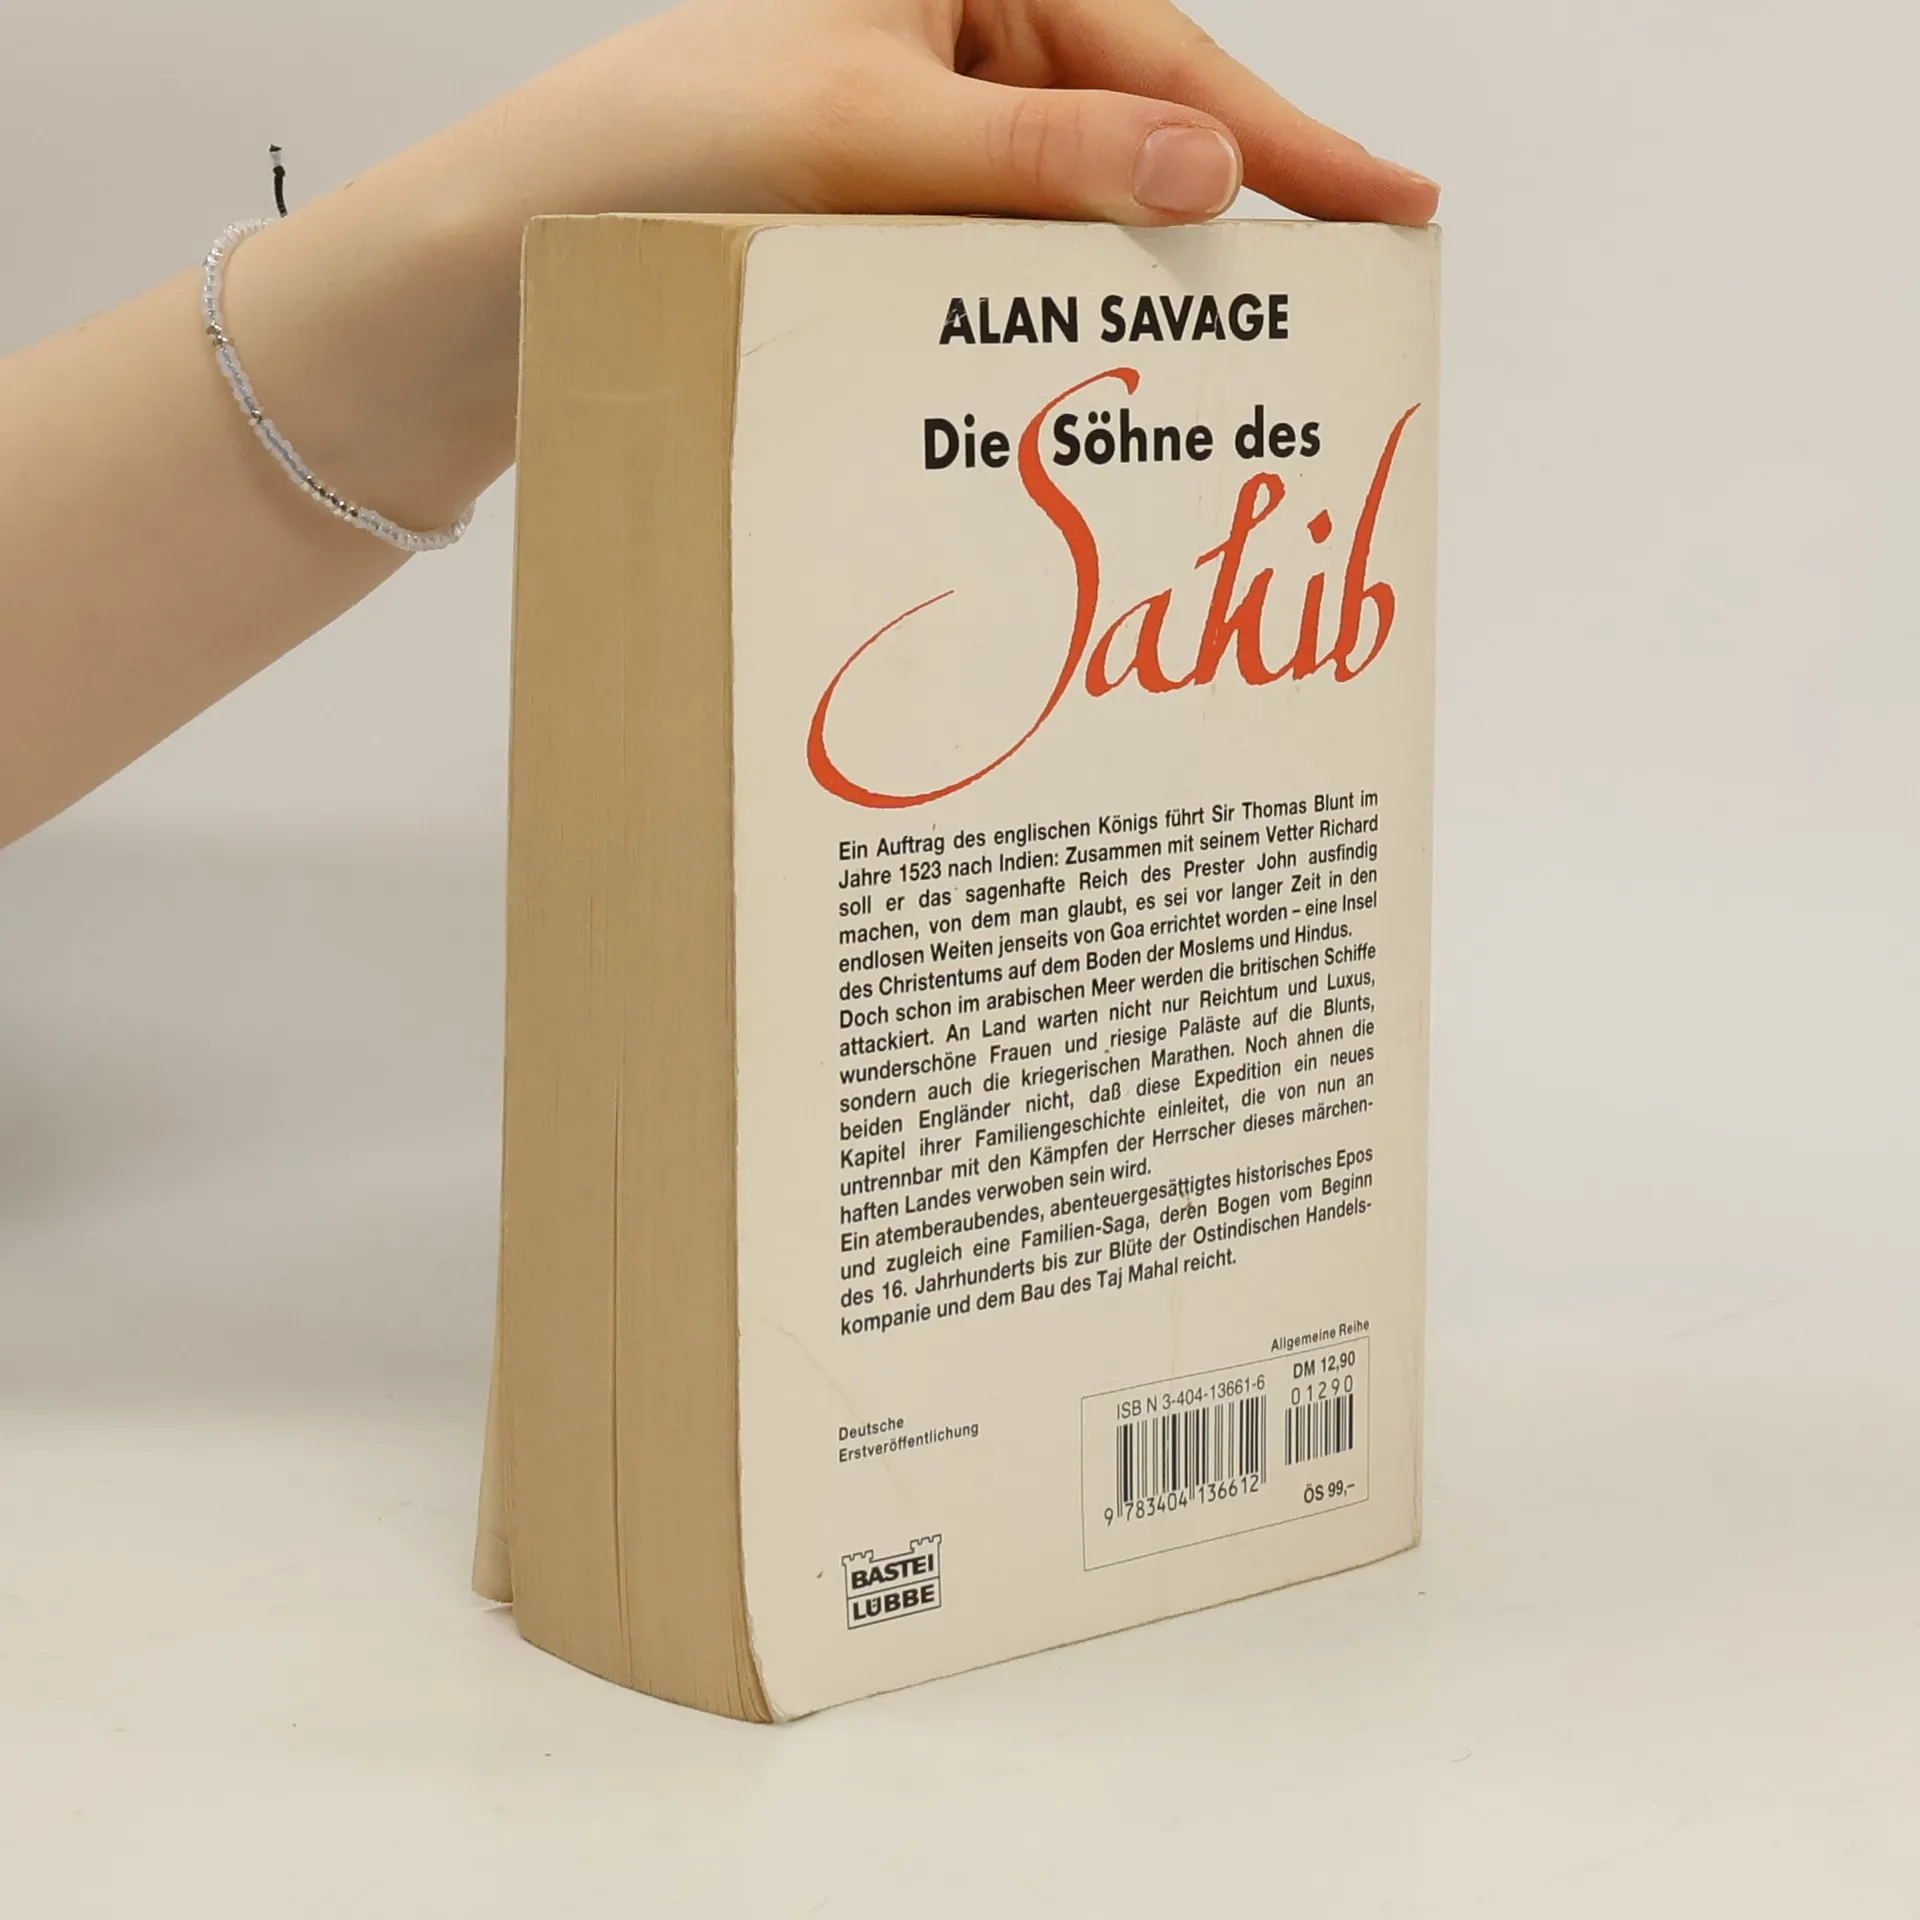 ALAN SAVAGE
Die Söhne des
Sahib
Ein Auftrag des englischen Königs führt Sir Thomas Blunt im
Jahre 1523 nach Indien: Zusammen mit seinem Vetter Richard
soll er das sagenhafte Reich des Prester John ausfindig
machen, von dem man glaubt, es sei vor langer Zeit in den
endlosen Weiten jenseits von Goa errichtet worden – eine Insel
des Christentums auf dem Boden der Moslems und Hindus.
Doch schon im arabischen Meer werden die britischen Schiffe
attackiert. An Land warten nicht nur Reichtum und Luxus,
wunderschöne Frauen und riesige Paläste auf die Blunts,
sondern auch die kriegerischen Marathen. Noch ahnen die
beiden Engländer nicht, daß diese Expedition ein neues
Kapitel ihrer Familiengeschichte einleitet, die von nun an
untrennbar mit den Kämpfen der Herrscher dieses märchen-
haften Landes verwoben sein wird.
Ein atemberaubendes, abenteuergesättigtes historisches Epos
und zugleich eine Familien-Saga, deren Bogen vom Beginn
des 16. Jahrhunderts bis zur Blüte der Ostindischen Handels-
kompanie und dem Bau des Taj Mahal reicht.
Allgemeine Reihe
DM 12,90
ISBN 3-404-13661-6
01290
Deutsche
Erstveröffentlichung
9 783404 136612
ÖS 99,–
BASTEI
LÜBBE